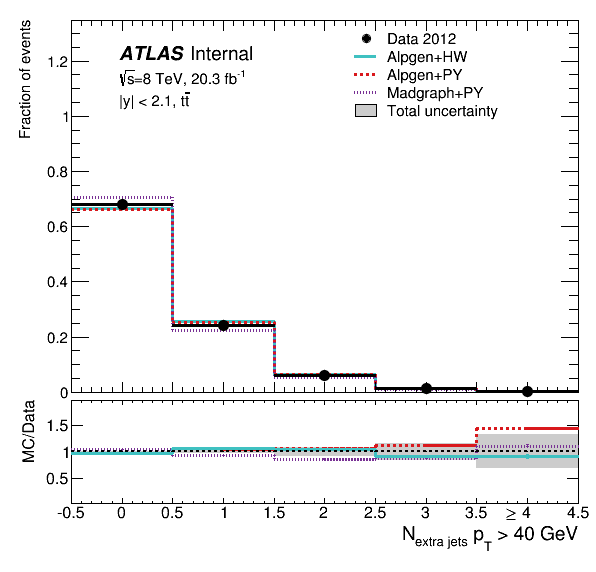 Fraction of events
ATLAS Internal
√s=8 TeV, 20.3 fb⁻¹
|y| < 2.1, tt̅
Data 2012
Alpgen+HW
Alpgen+PY
Madgraph+PY
Total uncertainty
1.2
1
0.8
0.6
0.4
0.2
0
MC/Data
1.5
1
0.5
-0.5 0 0.5 1 1.5 2 2.5 3 3.5 ≥ 4 4.5
N extra jets p T > 40 GeV